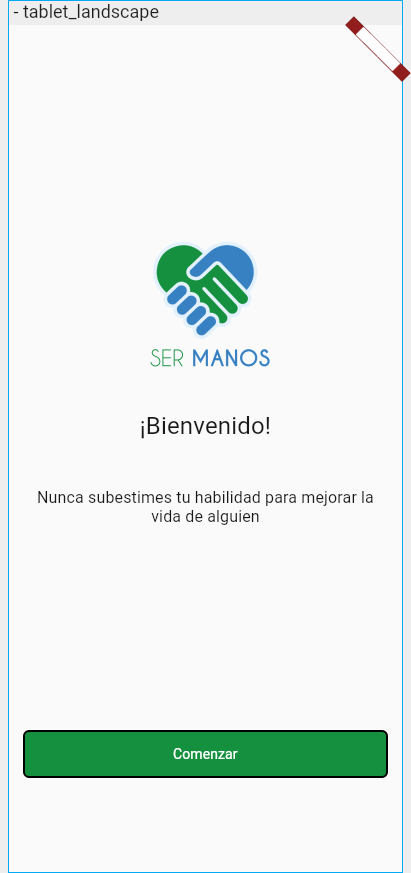 - tablet_landscape
SER MANOS
¡Bienvenido!
Nunca subestimes tu habilidad para mejorar la
vida de alguien
Comenzar